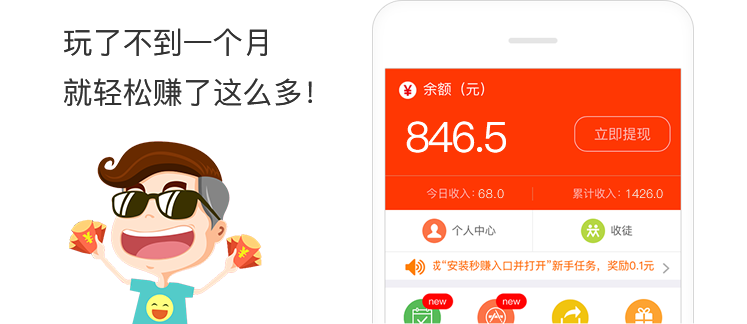 玩了不到一个月
就轻松赚了这么多！
¥ 余额（元）
846.5
立即提现
今日收入：68.0
累计收入：1426.0
个人中心
收徒
成“安装秒赚入口并打开”新手任务，奖励0.1元
new
new